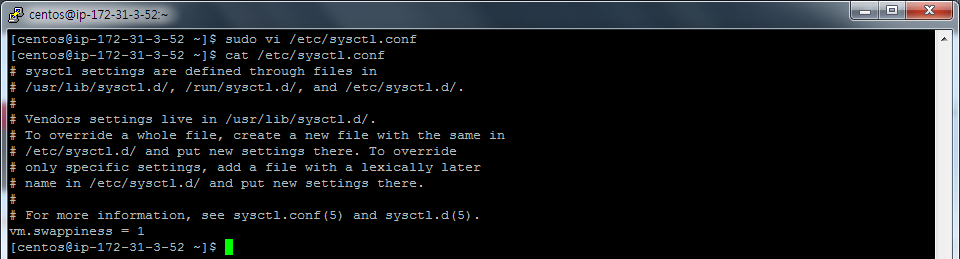 centos@ip-172-31-3-52:~
[centos@ip-172-31-3-52 ~]$ sudo vi /etc/sysctl.conf
[centos@ip-172-31-3-52 ~]$ cat /etc/sysctl.conf
# sysctl settings are defined through files in
# /usr/lib/sysctl.d/, /run/sysctl.d/, and /etc/sysctl.d/.
#
# Vendors settings live in /usr/lib/sysctl.d/.
# To override a whole file, create a new file with the same in
# /etc/sysctl.d/ and put new settings there. To override
# only specific settings, add a file with a lexically later
# name in /etc/sysctl.d/ and put new settings there.
#
# For more information, see sysctl.conf(5) and sysctl.d(5).
vm.swappiness = 1
[centos@ip-172-31-3-52 ~]$